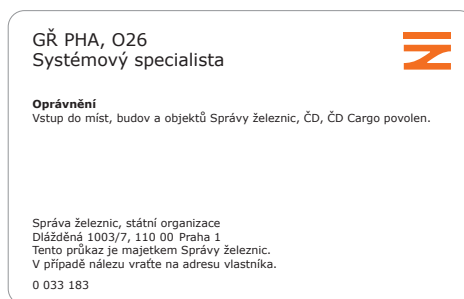 GŘ PHA, O26
Systémový specialista
Oprávnění
Vstup do míst, budov a objektů Správy železnic, ČD, ČD Cargo povolen.
Správa železnic, státní organizace
Dlážděná 1003/7, 110 00 Praha 1
Tento průkaz je majetkem Správy železnic.
V případě nálezu vraťte na adresu vlastníka.
0 033 183